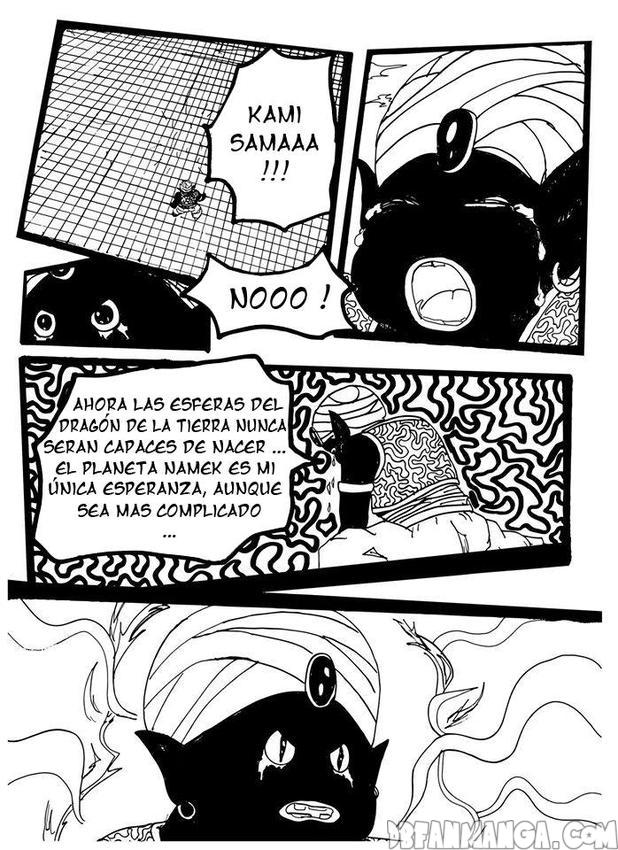 KAMI
SAMAAA
!!!
NOOO !
AHORA LAS ESFERAS DEL
DRAGÓN DE LA TIERRA NUNCA
SERAN CAPACES DE NACER ...
EL PLANETA NAMEK ES MI
ÚNICA ESPERANZA, AUNQUE
SEA MAS COMPLICADO
...
DBFANMANGA.COM